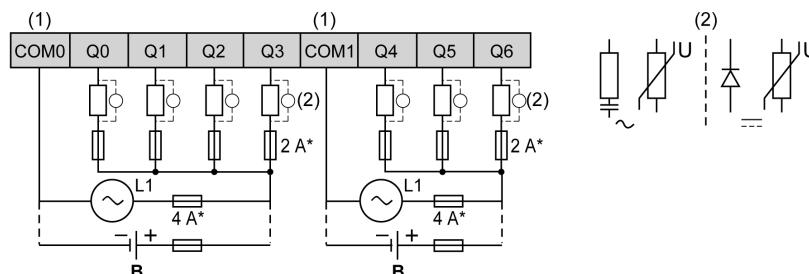 (1) (1) (2)
COM0 Q0 Q1 Q2 Q3 COM1 Q4 Q5 Q6
U U
(2) (2)
2 A* 2 A*
L1 L1
4 A* 4 A*
− + − +
B B